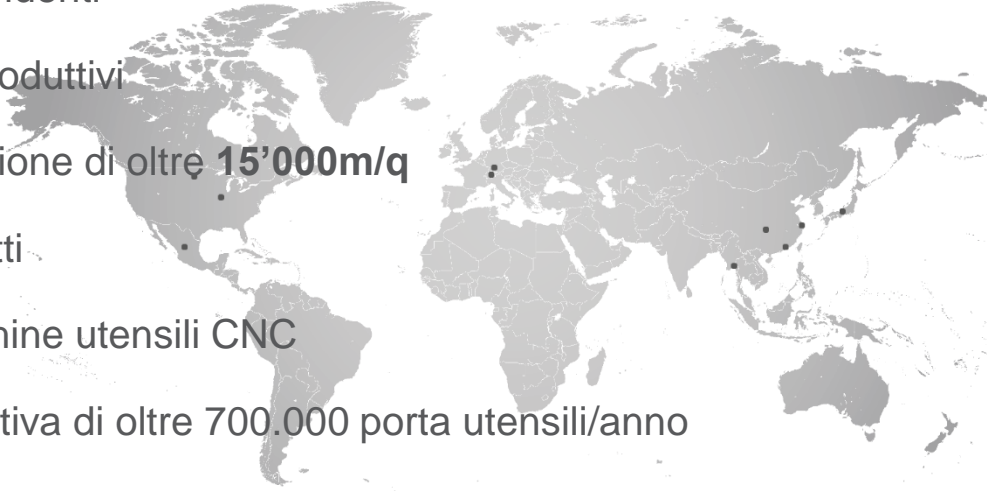 oduttivi
ione di oltre 15’000m/q
tti
hine utensili CNC
tiva di oltre 700.000 porta utensili/anno